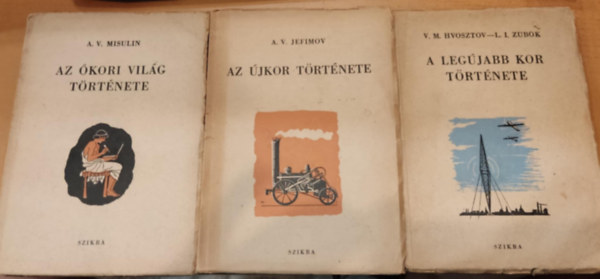 A. V. MISULIN
AZ ÓKORI VILÁG
TÖRTÉNETE
SZIKRA
A. V. JEFIMOV
AZ ÚJKOR TÖRTÉNETE
SZIKRA
V. M. HVOSZTOV—L. I. ZUBOK
A LEGÚJABB KOR
TÖRTÉNETE
SZIKRA